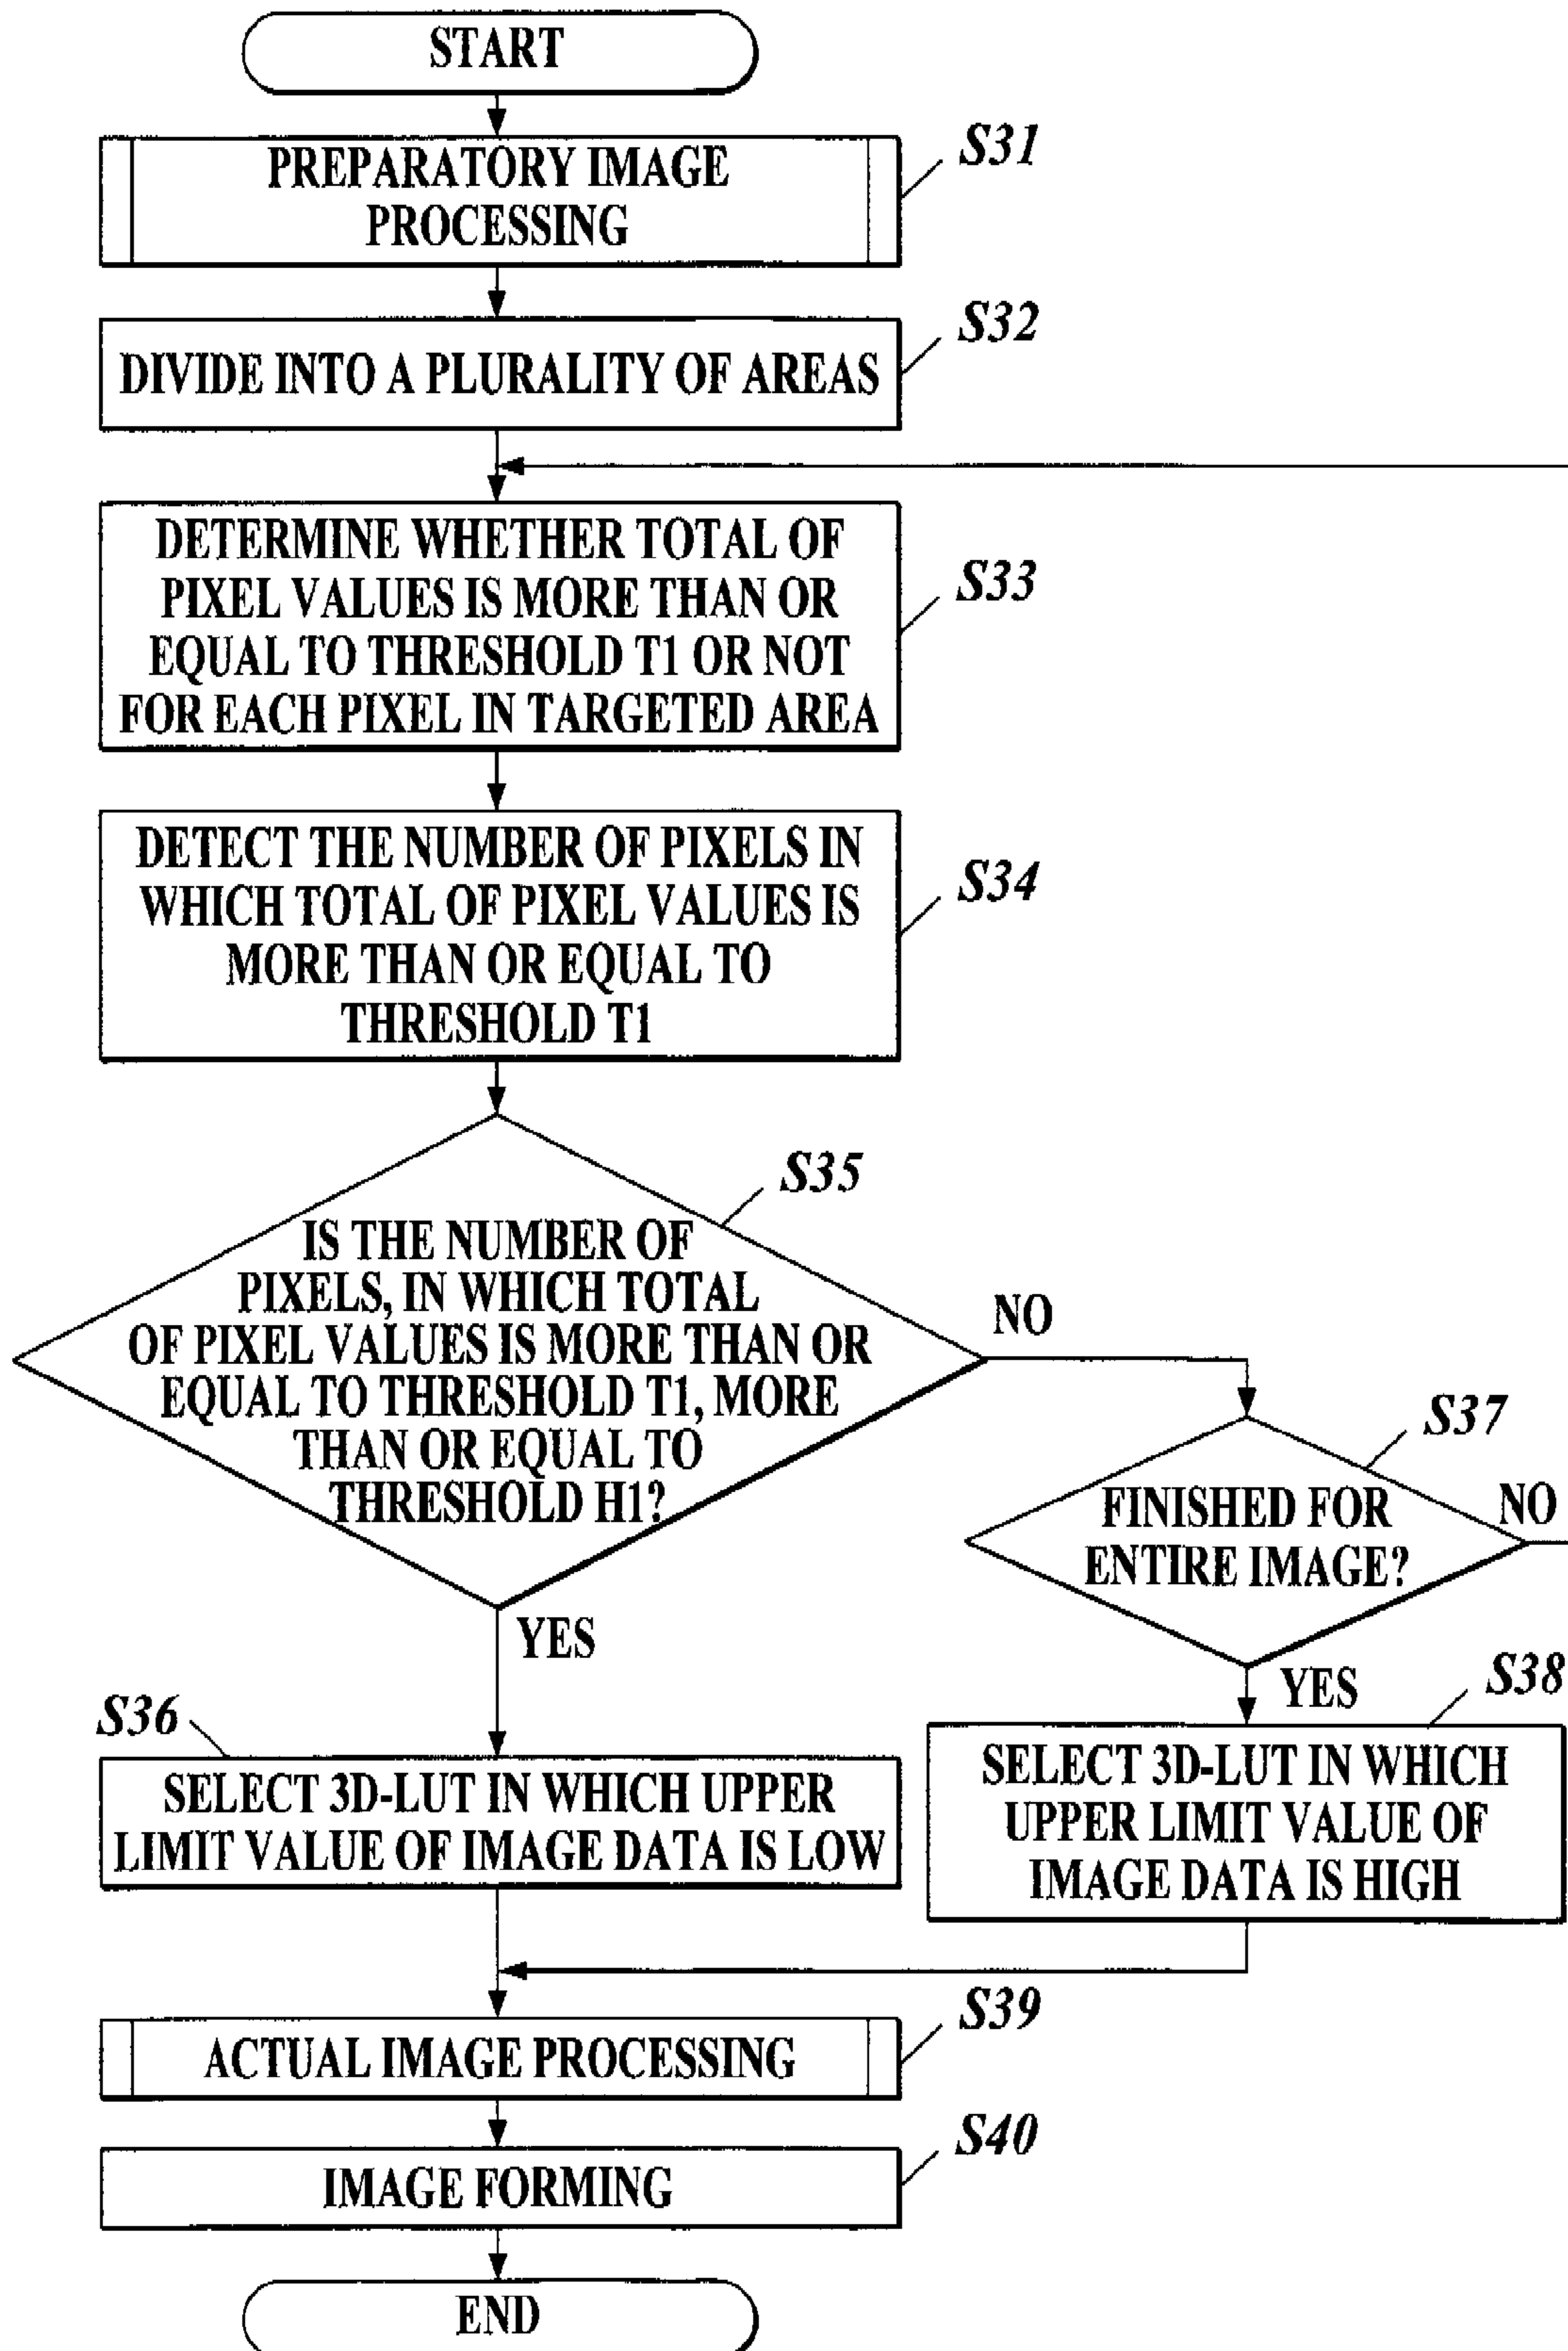 START
PREPARATORY IMAGE
PROCESSING
S31
DIVIDE INTO A PLURALITY OF AREAS
S32
DETERMINE WHETHER TOTAL OF
PIXEL VALUES IS MORE THAN OR
EQUAL TO THRESHOLD T1 OR NOT
FOR EACH PIXEL IN TARGETED AREA
S33
DETECT THE NUMBER OF PIXELS IN
WHICH TOTAL OF PIXEL VALUES IS
MORE THAN OR EQUAL TO
THRESHOLD T1
S34
S35
IS THE NUMBER OF
PIXELS, IN WHICH TOTAL
OF PIXEL VALUES IS MORE THAN OR
EQUAL TO THRESHOLD T1, MORE
THAN OR EQUAL TO
THRESHOLD H1?
NO
YES
S37
FINISHED FOR
ENTIRE IMAGE?
NO
YES
S36
SELECT 3D-LUT IN WHICH UPPER
LIMIT VALUE OF IMAGE DATA IS LOW
S38
SELECT 3D-LUT IN WHICH
UPPER LIMIT VALUE OF
IMAGE DATA IS HIGH
ACTUAL IMAGE PROCESSING
S39
IMAGE FORMING
S40
END